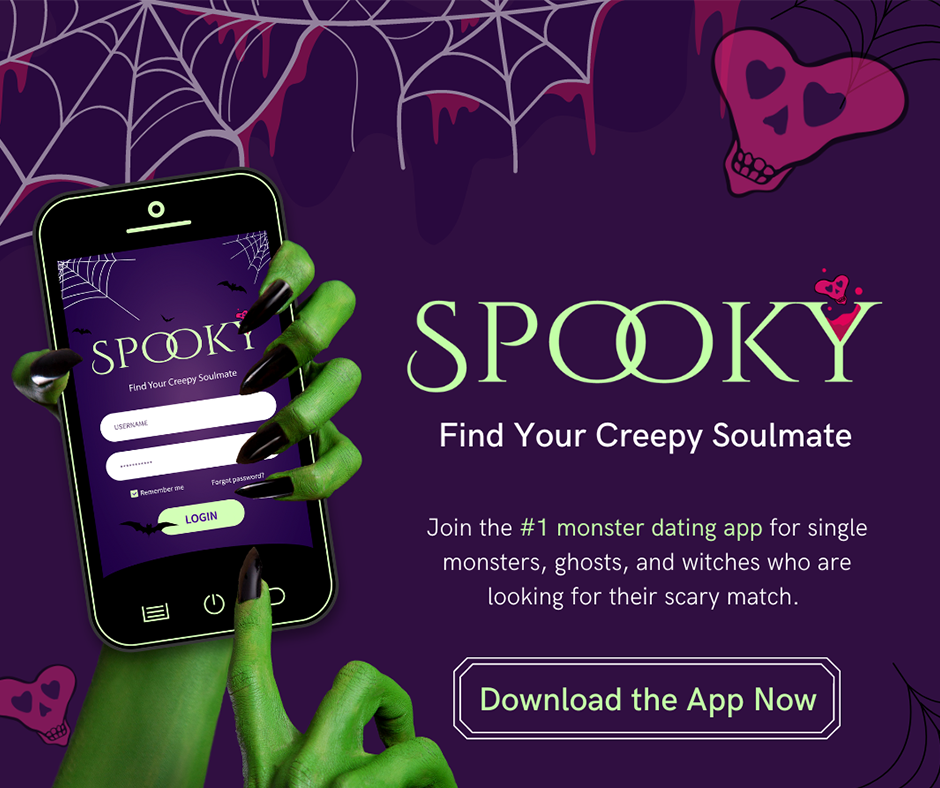 SPOOKY
Find Your Creepy Soulmate
USERNAME
Remember me
Forgot password?
LOGIN
SPOOKY
Find Your Creepy Soulmate
Join the #1 monster dating app for single
monsters, ghosts, and witches who are
looking for their scary match.
Download the App Now